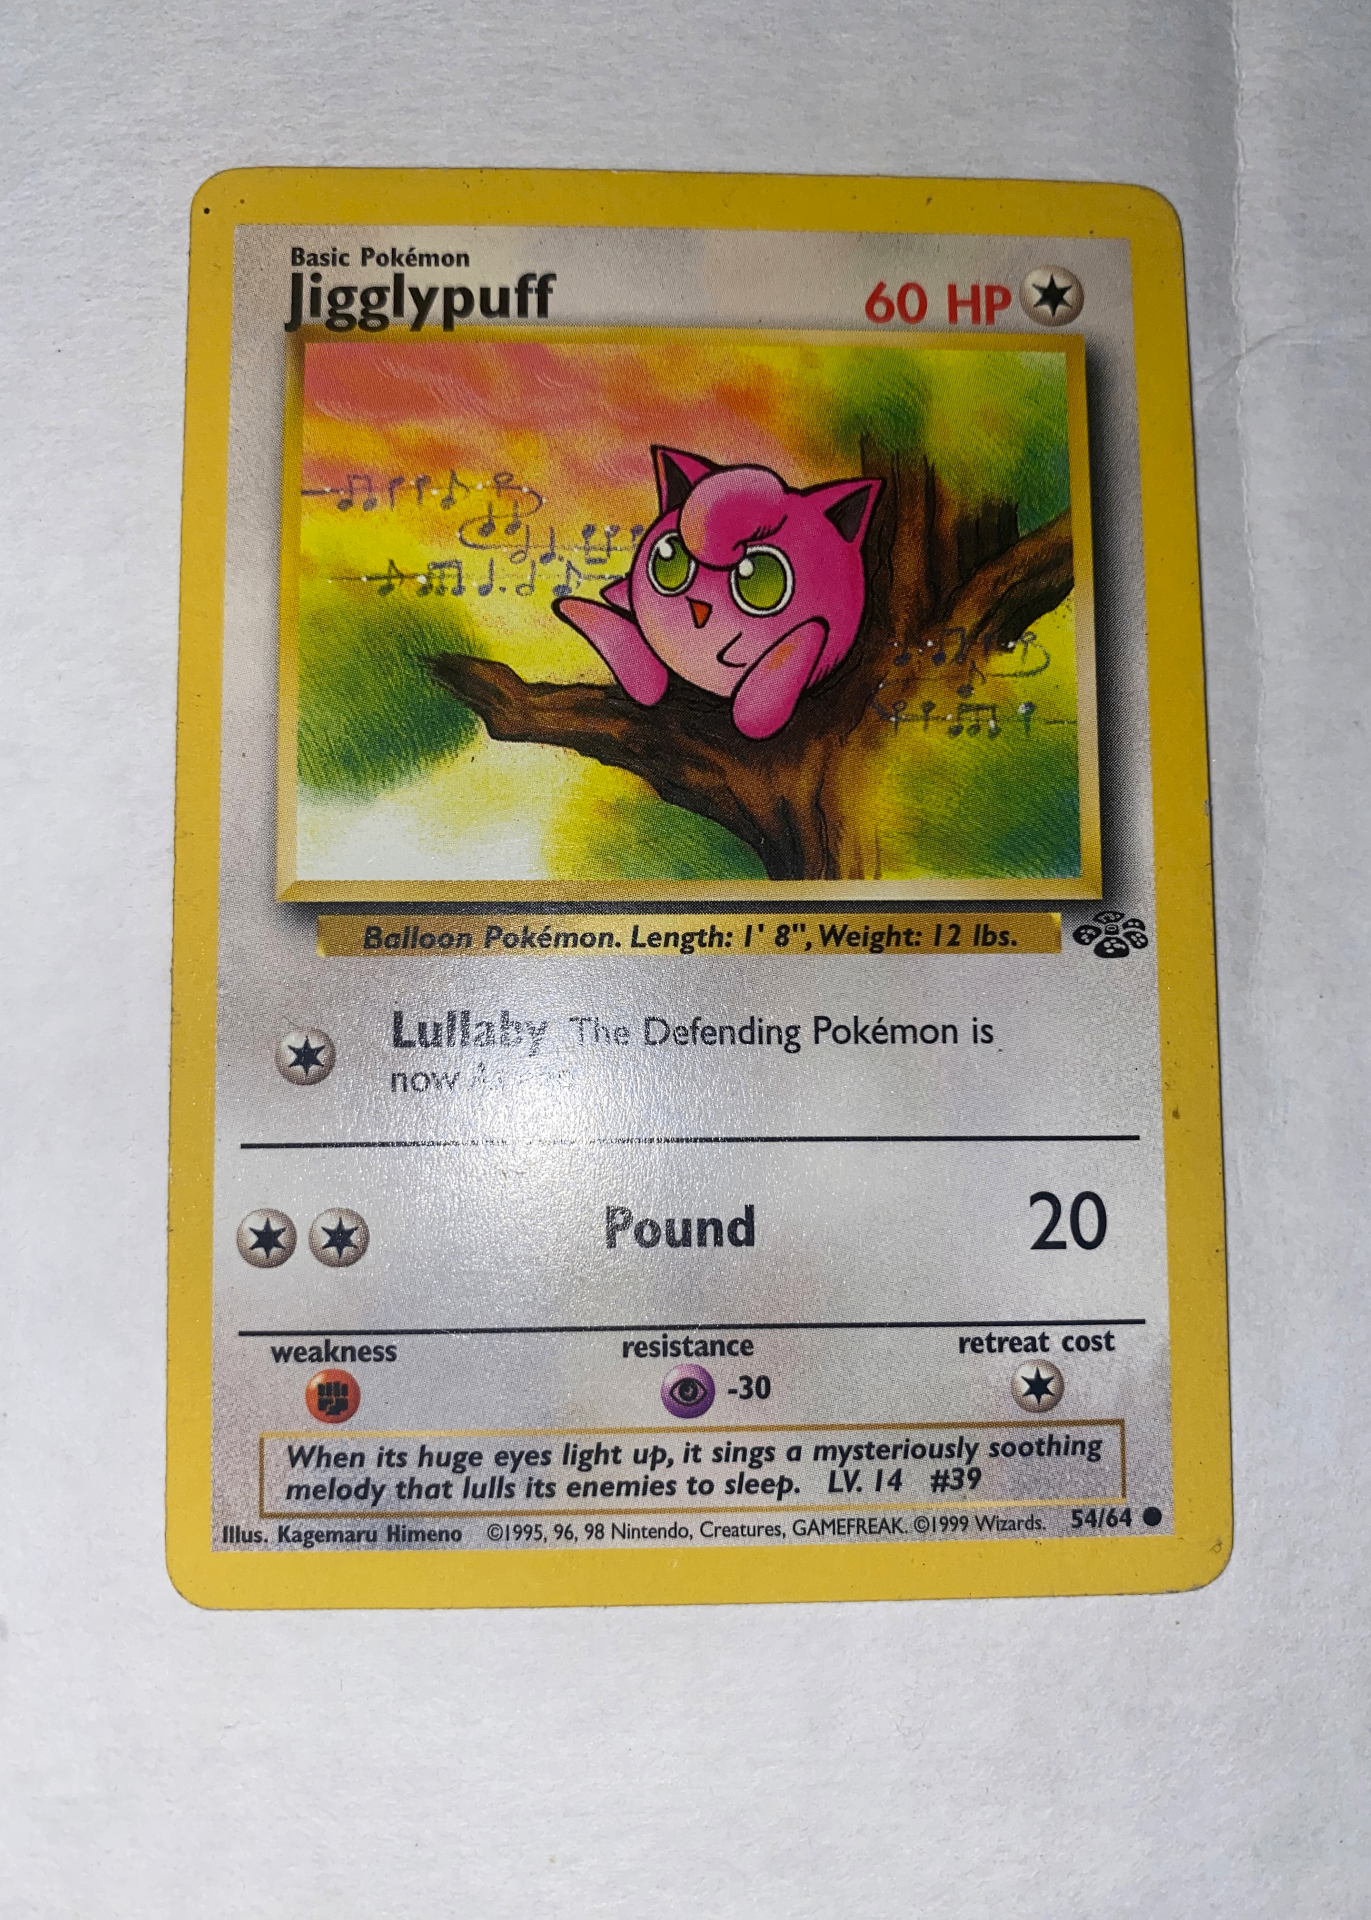 Basic Pokémon
Jigglypuff
60 HP
Balloon Pokémon. Length: 1' 8", Weight: 12 lbs.
Lullaby The Defending Pokémon is
now
Pound 20
weakness resistance retreat cost
-30
When its huge eyes light up, it sings a mysteriously soothing
melody that lulls its enemies to sleep. LV. 14 #39
Illus. Kagemaru Himeno ©1995, 96, 98 Nintendo, Creatures, GAMEFREAK. ©1999 Wizards. 54/64